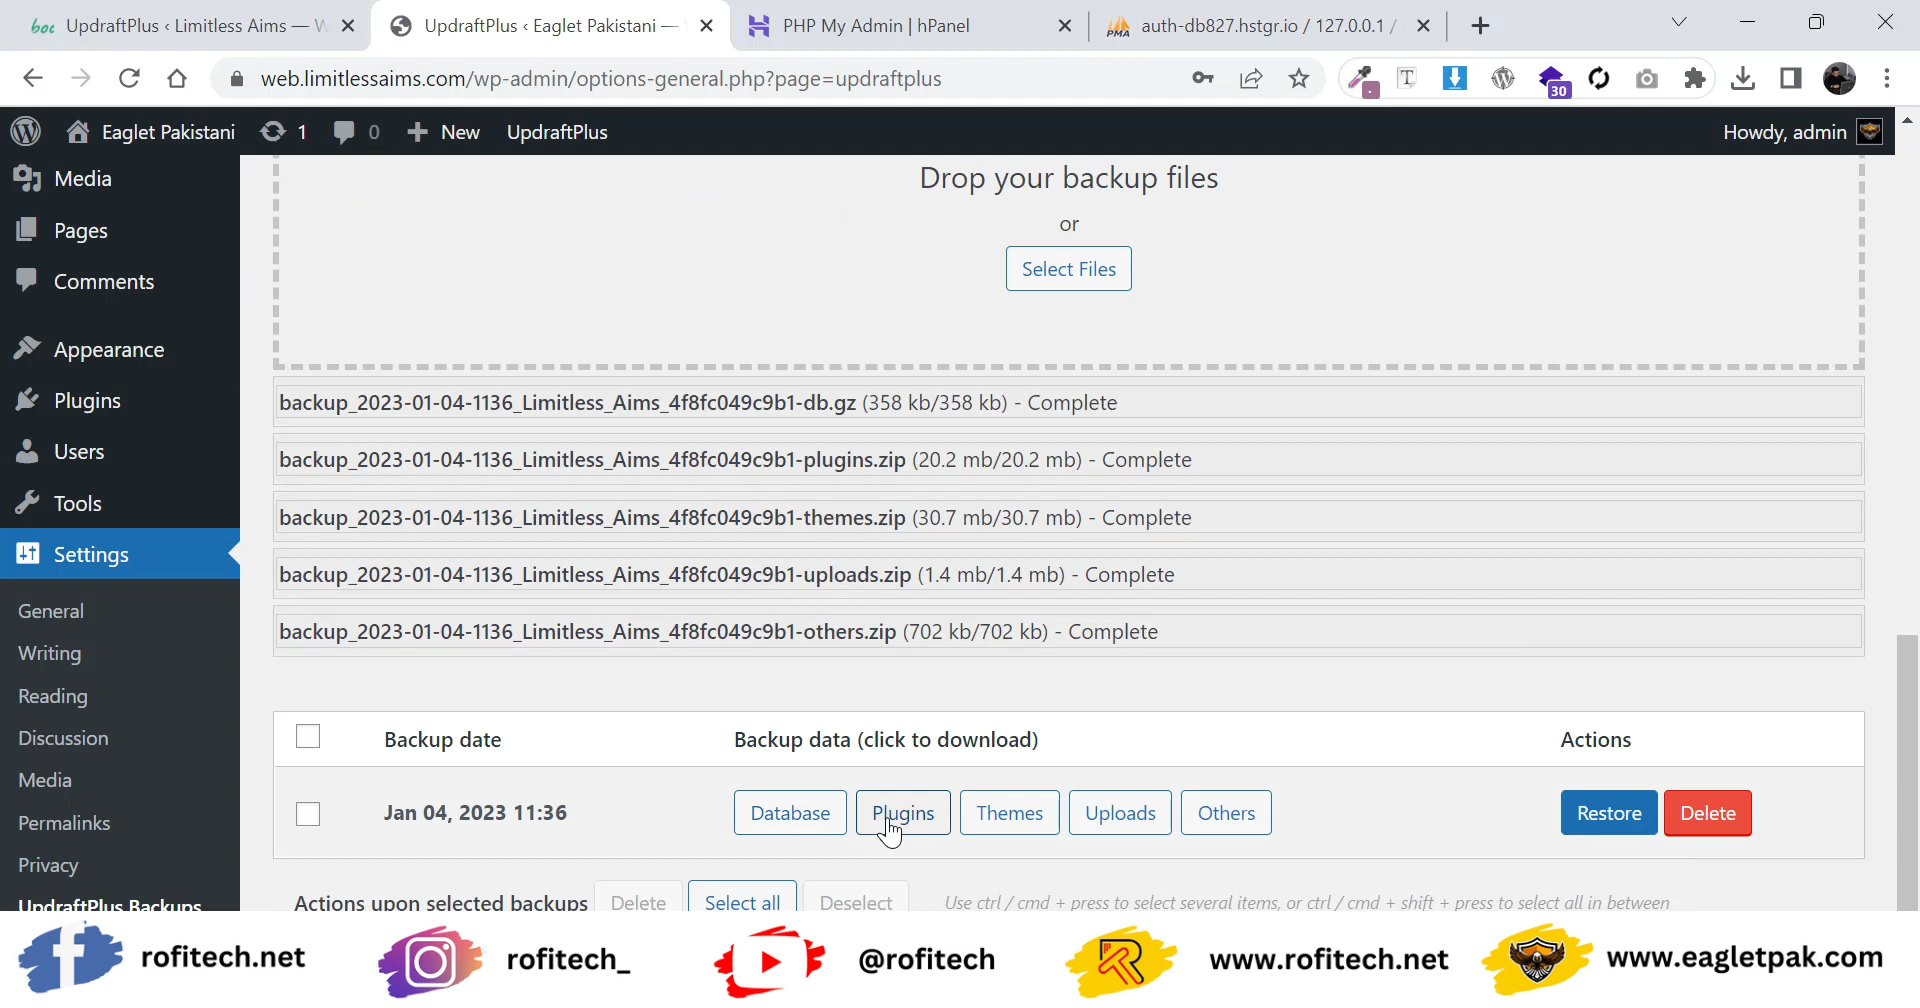 boc UpdraftPlus ‹ Limitless Aims — W
UpdraftPlus ‹ Eaglet Pakistani —
PHP My Admin | hPanel
PMA auth-db827.hstgr.io / 127.0.0.1 /
web.limitlessaims.com/wp-admin/options-general.php?page=updraftplus
T
30
Eaglet Pakistani
1
0
New
UpdraftPlus
Howdy, admin
Media
Pages
Comments
Appearance
Plugins
Users
Tools
Settings
General
Writing
Reading
Discussion
Media
Permalinks
Privacy
UpdraftPlus Backups
Drop your backup files
or
Select Files
backup_2023-01-04-1136_Limitless_Aims_4f8fc049c9b1-db.gz (358 kb/358 kb) - Complete
backup_2023-01-04-1136_Limitless_Aims_4f8fc049c9b1-plugins.zip (20.2 mb/20.2 mb) - Complete
backup_2023-01-04-1136_Limitless_Aims_4f8fc049c9b1-themes.zip (30.7 mb/30.7 mb) - Complete
backup_2023-01-04-1136_Limitless_Aims_4f8fc049c9b1-uploads.zip (1.4 mb/1.4 mb) - Complete
backup_2023-01-04-1136_Limitless_Aims_4f8fc049c9b1-others.zip (702 kb/702 kb) - Complete
Backup date Backup data (click to download) Actions
Jan 04, 2023 11:36 Database Plugins Themes Uploads Others Restore Delete
Actions upon selected backups Delete Select all Deselect Use ctrl / cmd + press to select several items, or ctrl / cmd + shift + press to select all in between
rofitech.net
rofitech_
@rofitech
www.rofitech.net
www.eagletpak.com